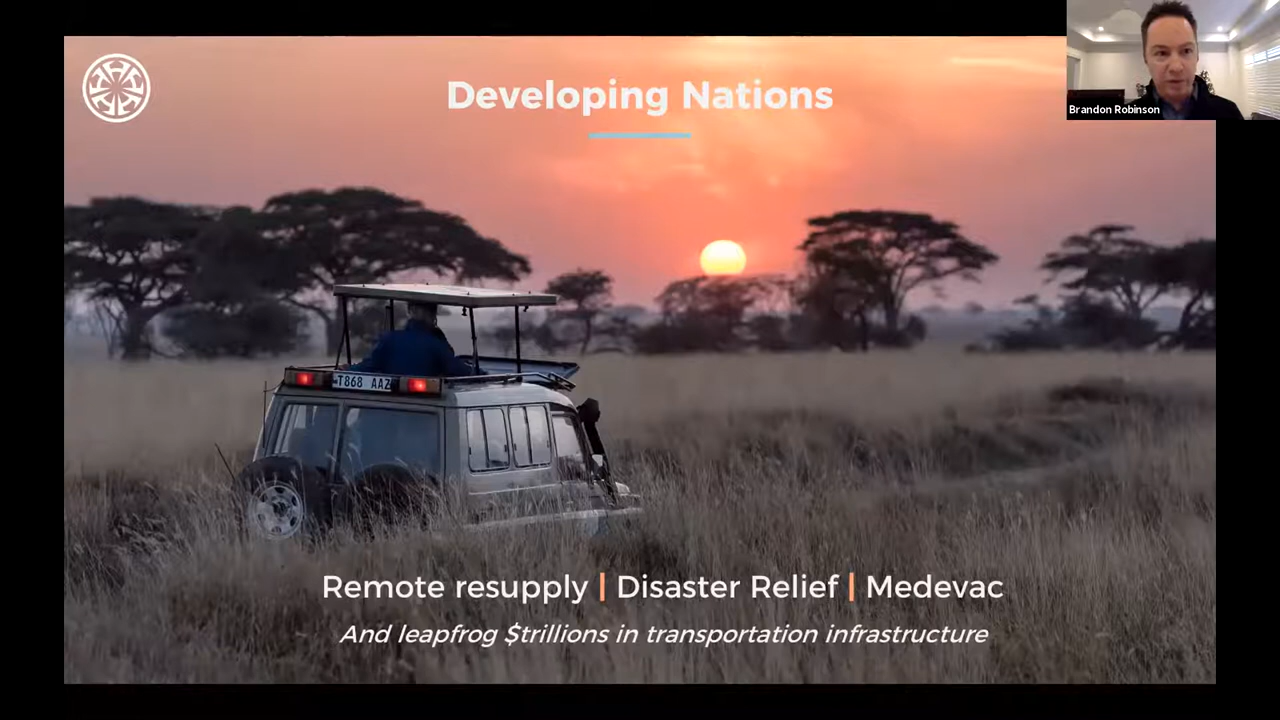 Developing Nations
Brandon Robinson
T868 AAZ
Remote resupply | Disaster Relief | Medevac
And leapfrog $trillions in transportation infrastructure